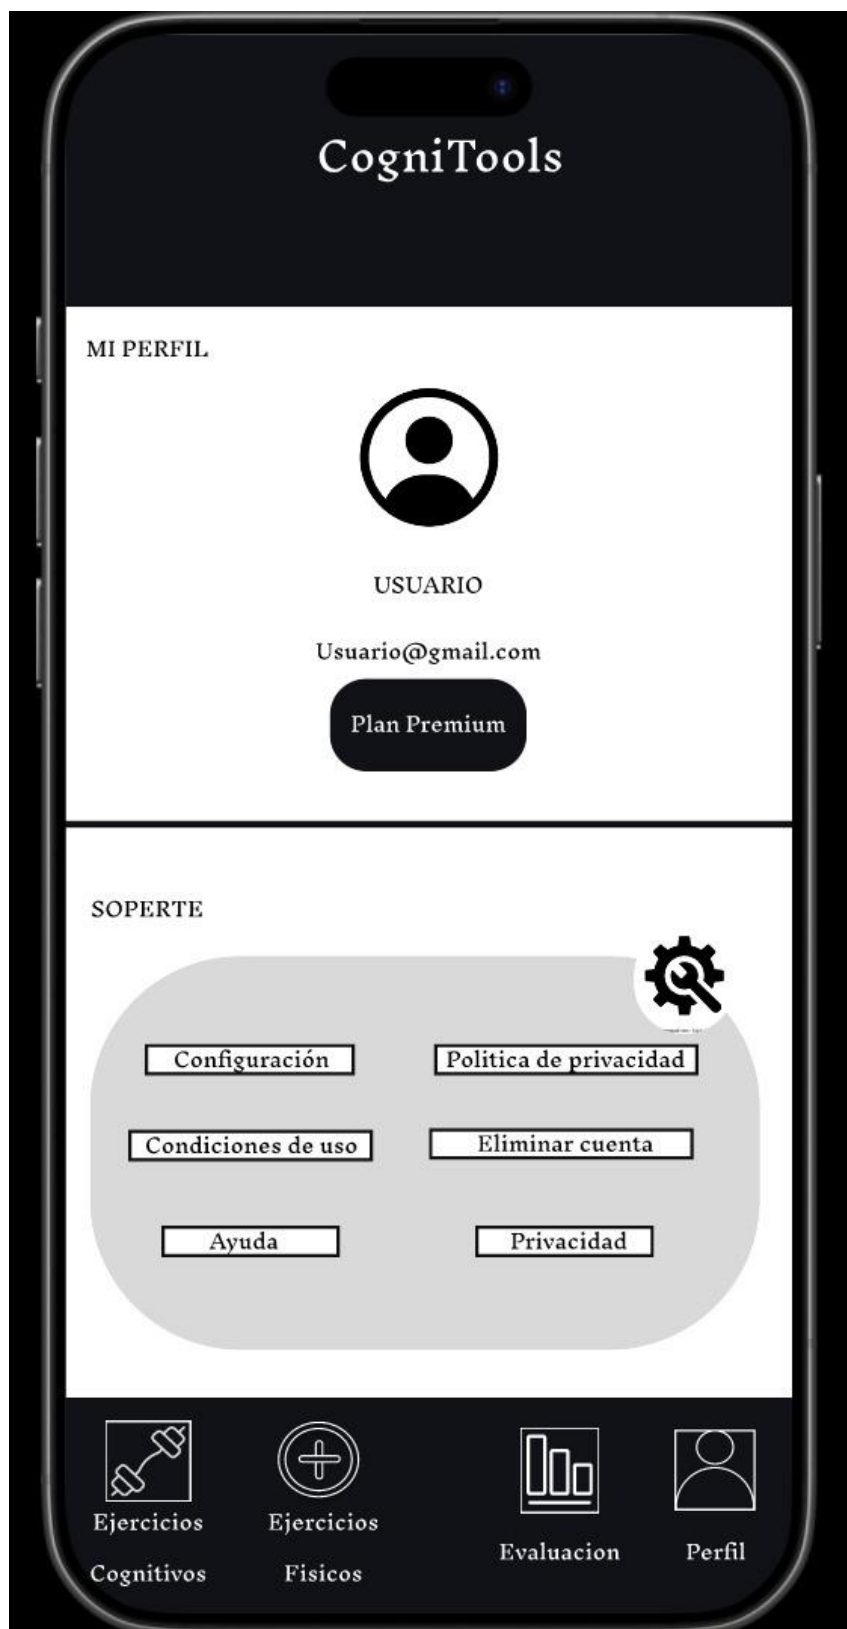 CogniTools
MI PERFIL
USUARIO
Usuario@gmail.com
Plan Premium
SOPERTE
Configuración
Politica de privacidad
Condiciones de uso
Eliminar cuenta
Ayuda
Privacidad
Ejercicios
Cognitivos
Ejercicios
Fisicos
Evaluacion
Perfil